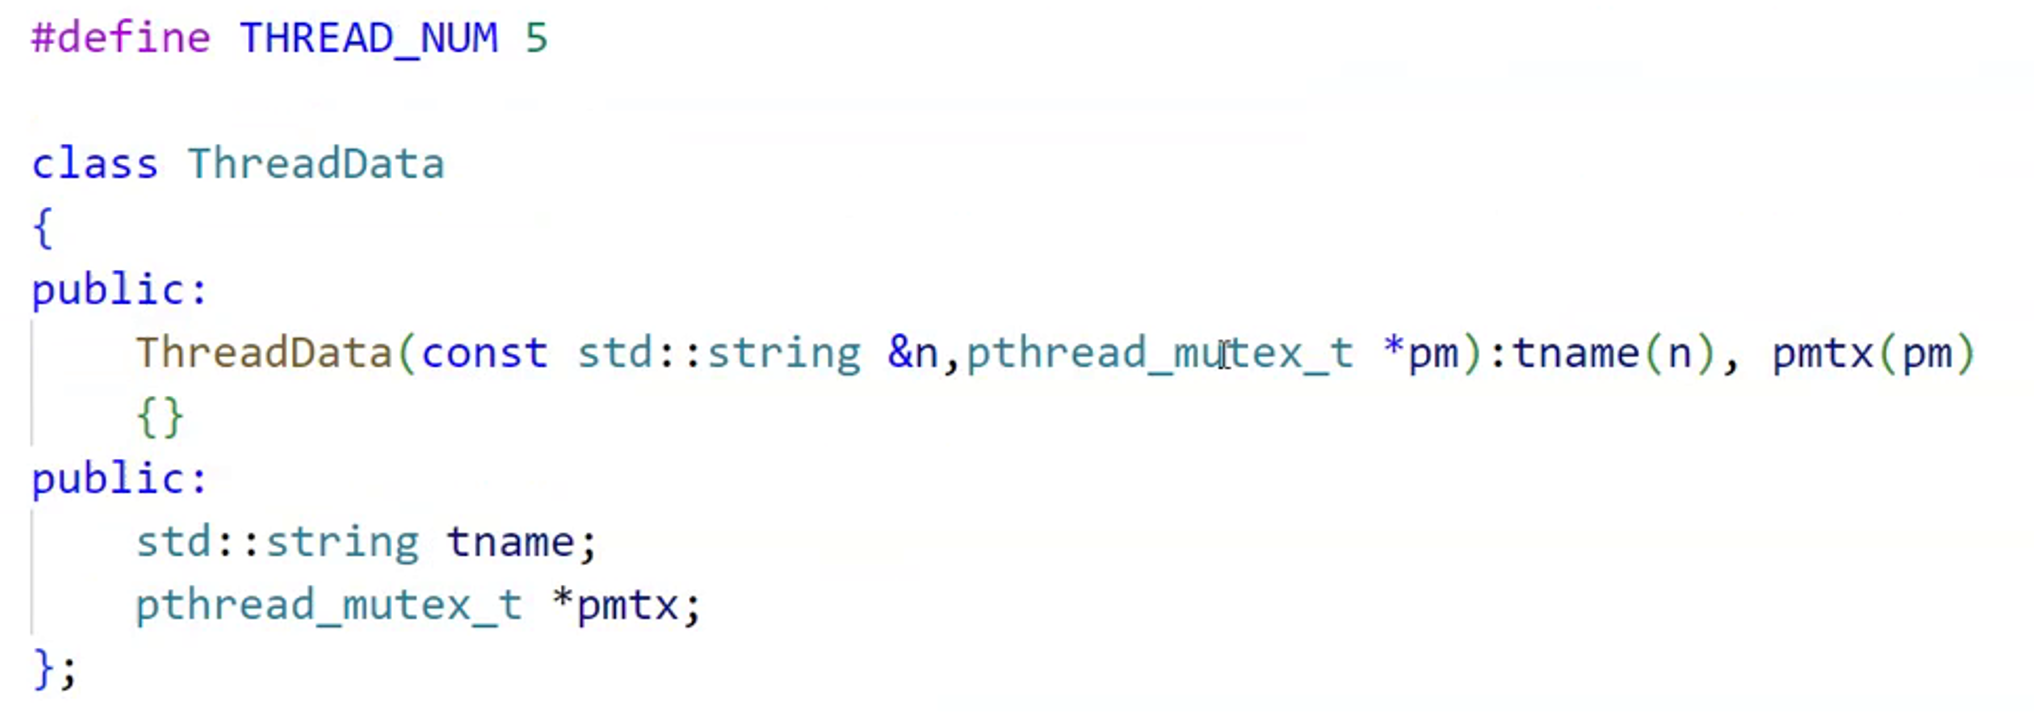 #define THREAD_NUM 5
class ThreadData
{
public:
ThreadData(const std::string &n,pthread_mutex_t *pm):tname(n), pmtx(pm)
{}
public:
std::string tname;
pthread_mutex_t *pmtx;
};